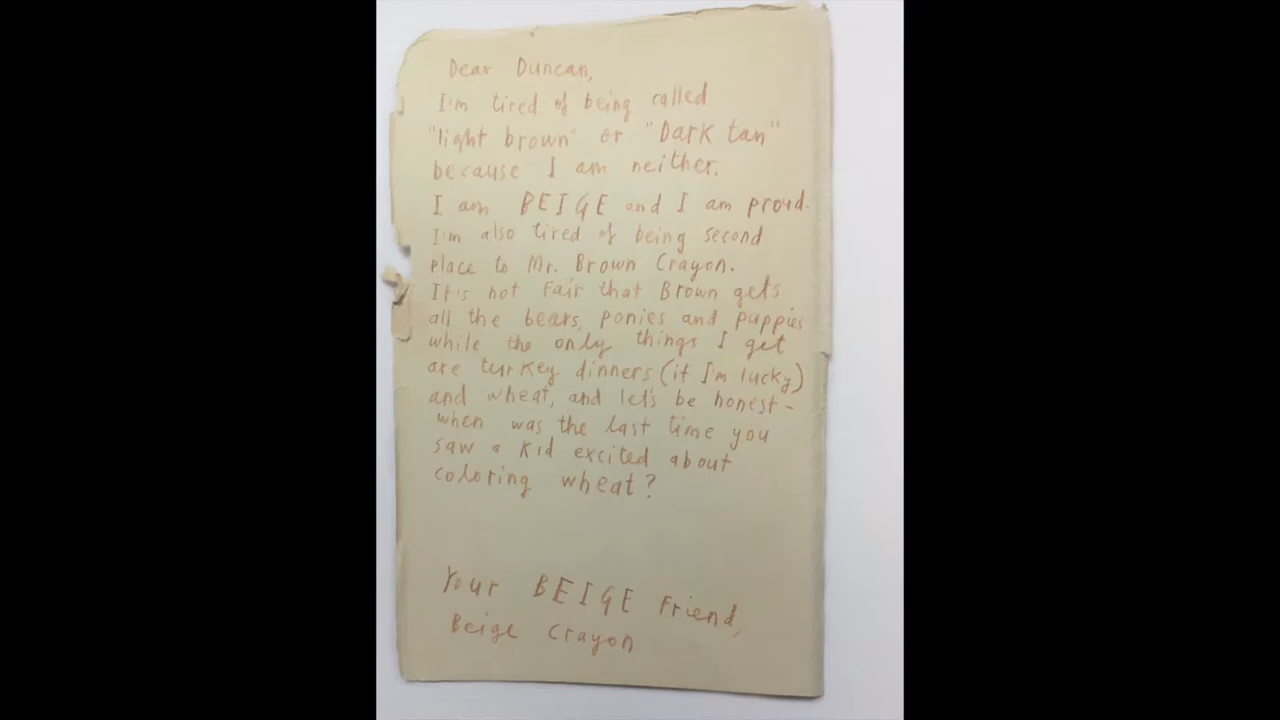 Dear Duncan,
I'm tired of being called
"light brown" or "Dark tan"
because I am neither.
I am BEIGE and I am proud.
I'm also tired of being second
place to Mr. Brown Crayon.
It's not Fair that Brown gets
all the bears, ponies and puppies
while the only things I get
are turkey dinners (if I'm lucky)
and wheat, and let's be honest-
when was the last time you
saw a kid excited about
coloring wheat?
Your BEIGE Friend,
Beige Crayon